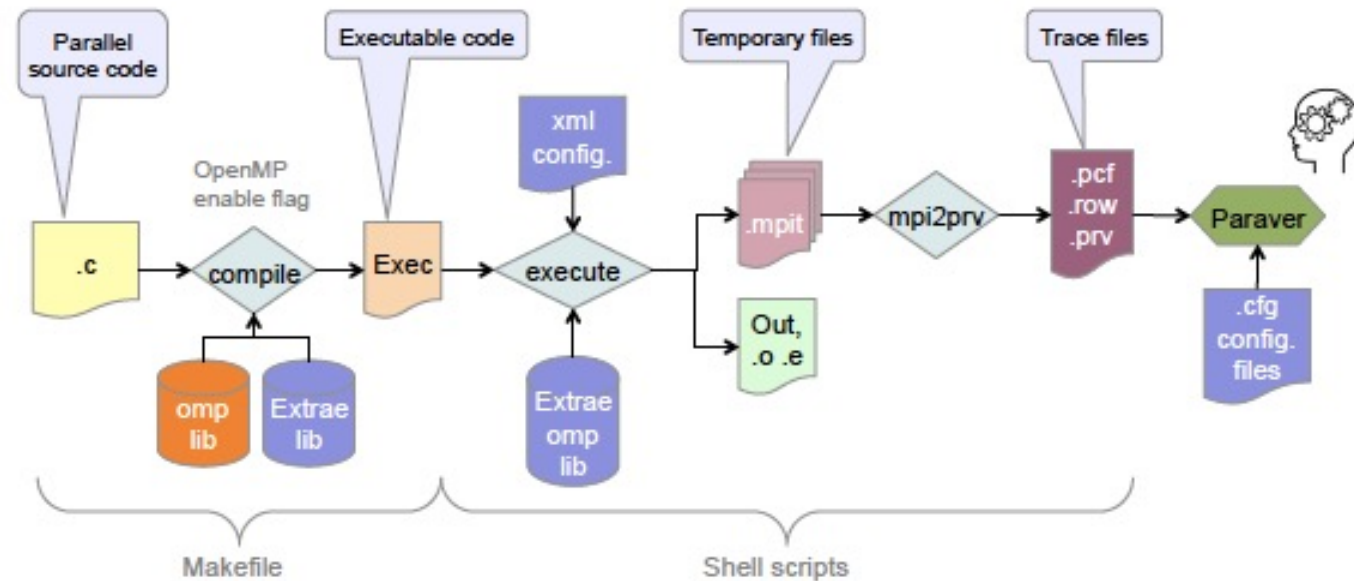 Parallel
source code
Executable code
Temporary files
Trace files
xml
config.
OpenMP
enable flag
.c
compile
Exec
execute
.mpit
mpi2prv
.pcf
.row
.prv
Paraver
omp
lib
Extrae
lib
Extrae
omp
lib
Out,
.o .e
.cfg
config.
files
Makefile
Shell scripts